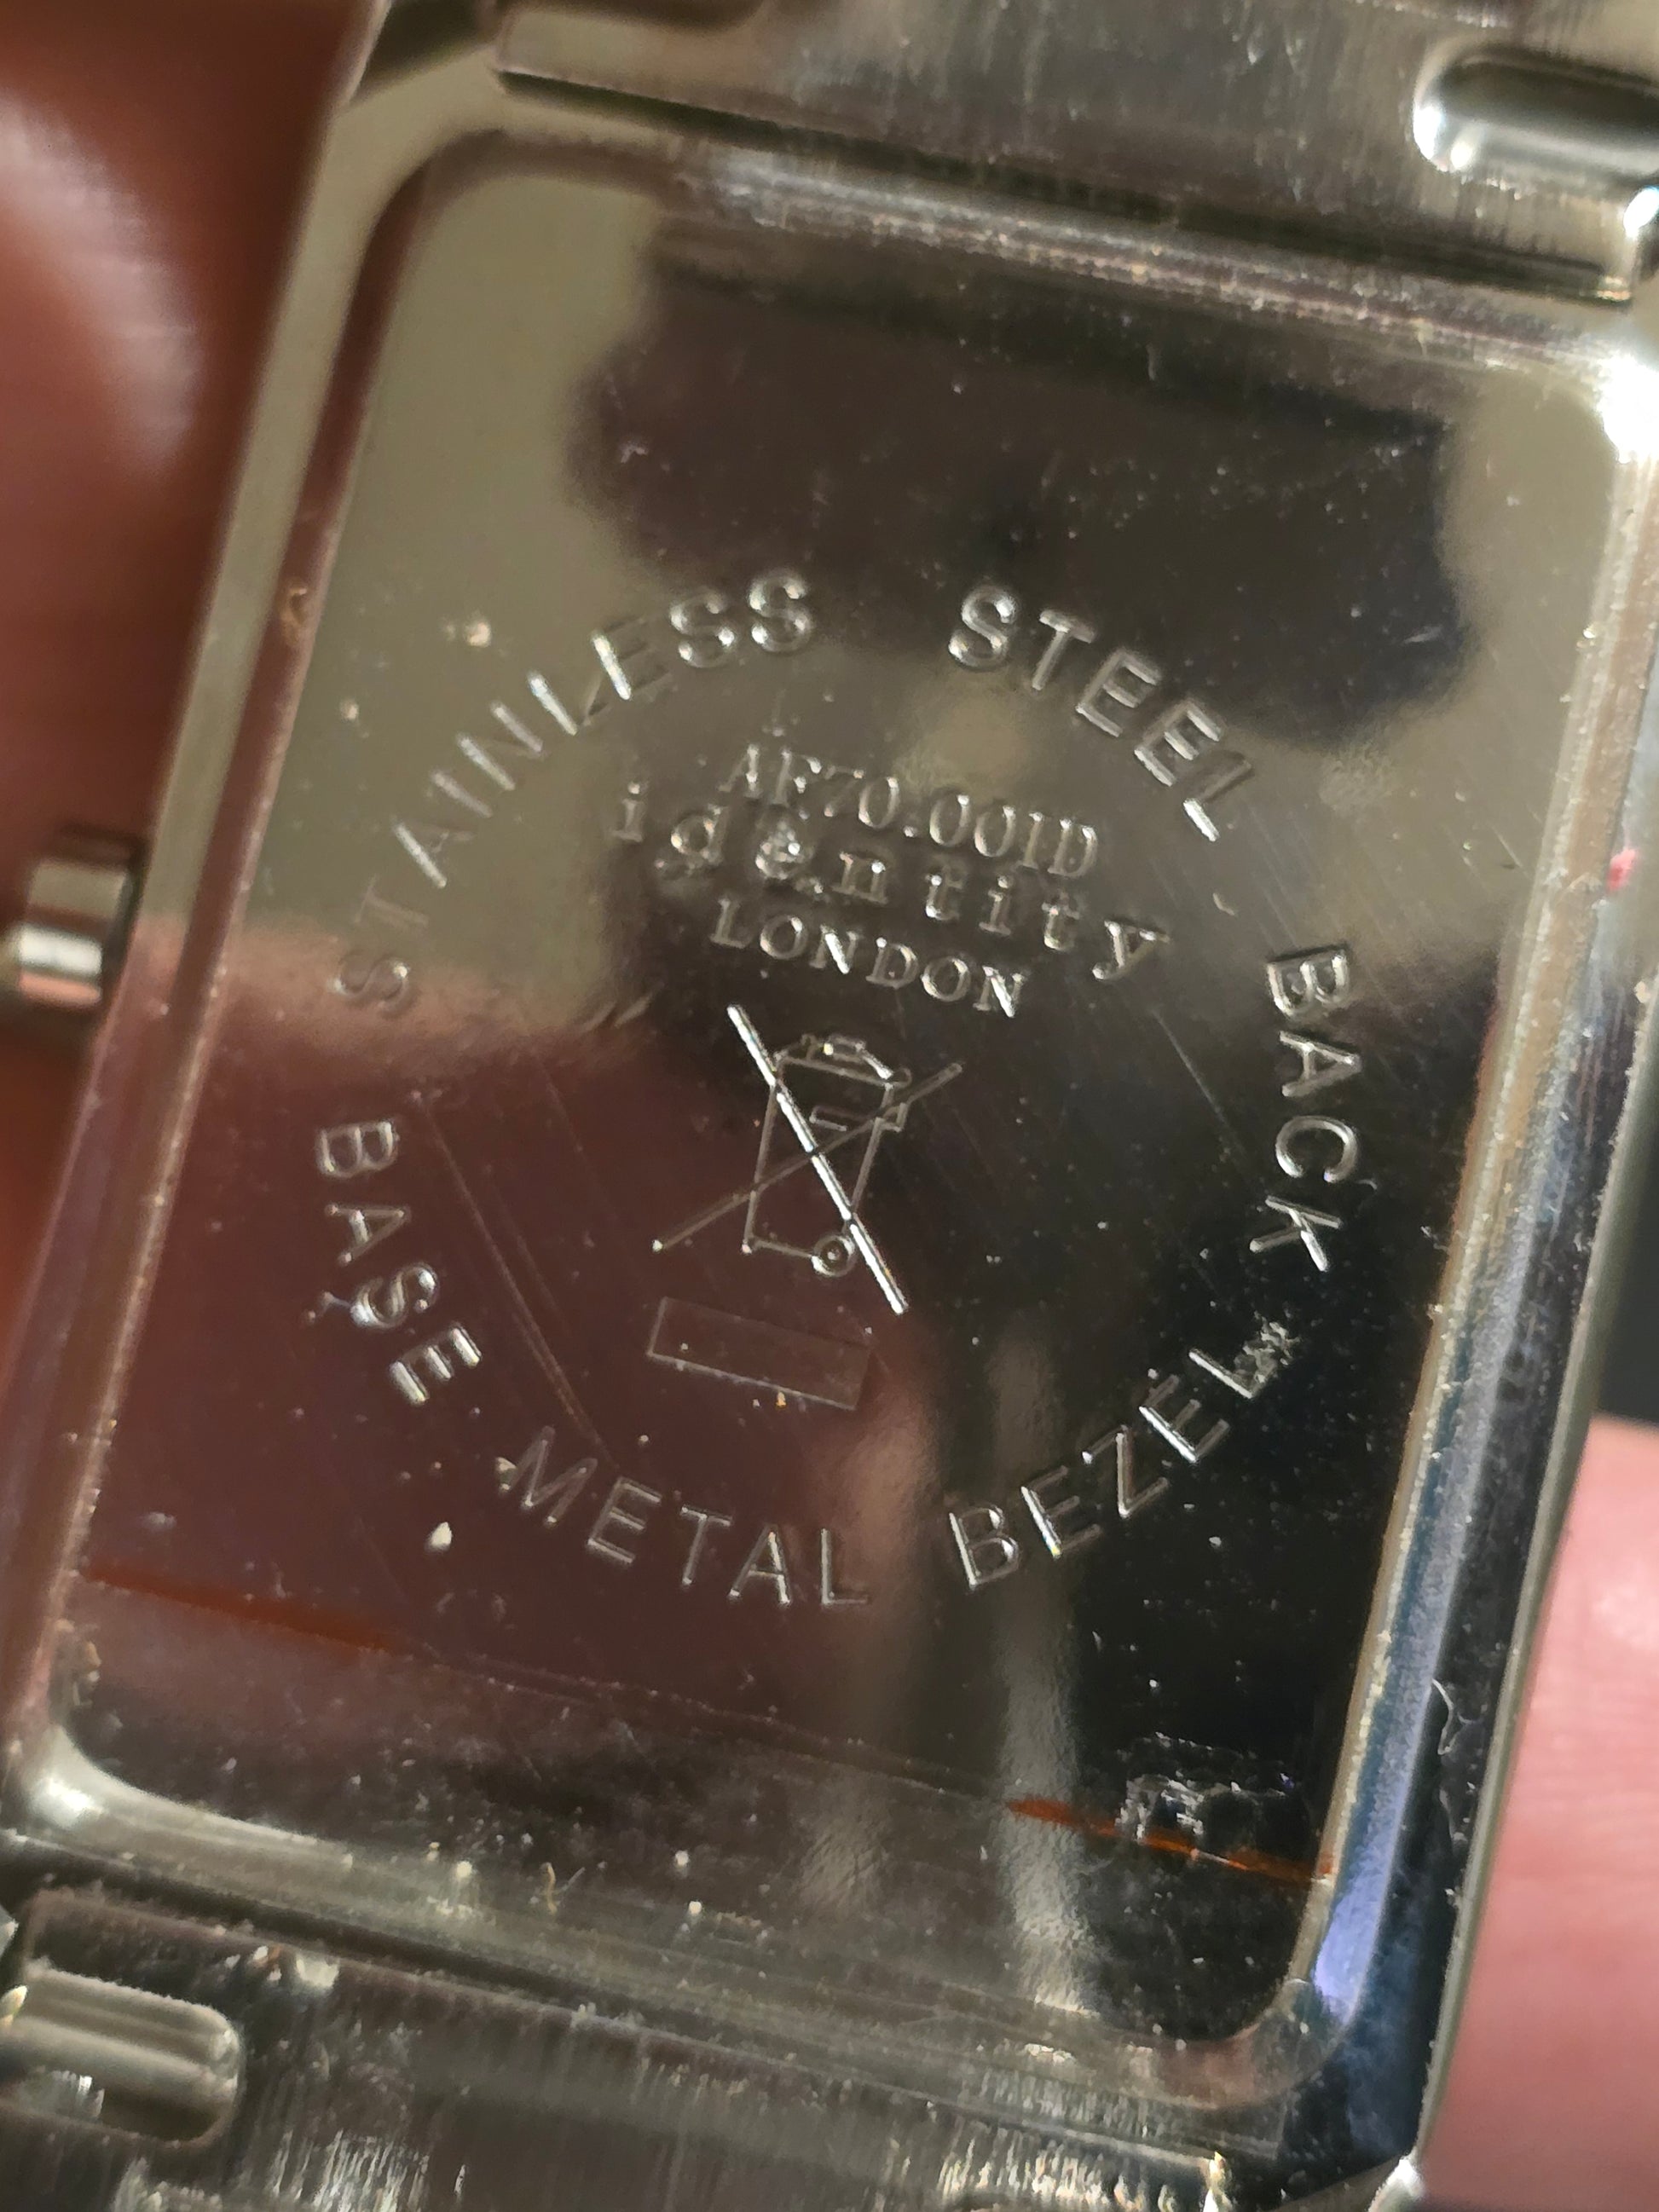 STAINLESS STEEL BACK
AF70.001D
identity
LONDON
BASE METAL BEZEL